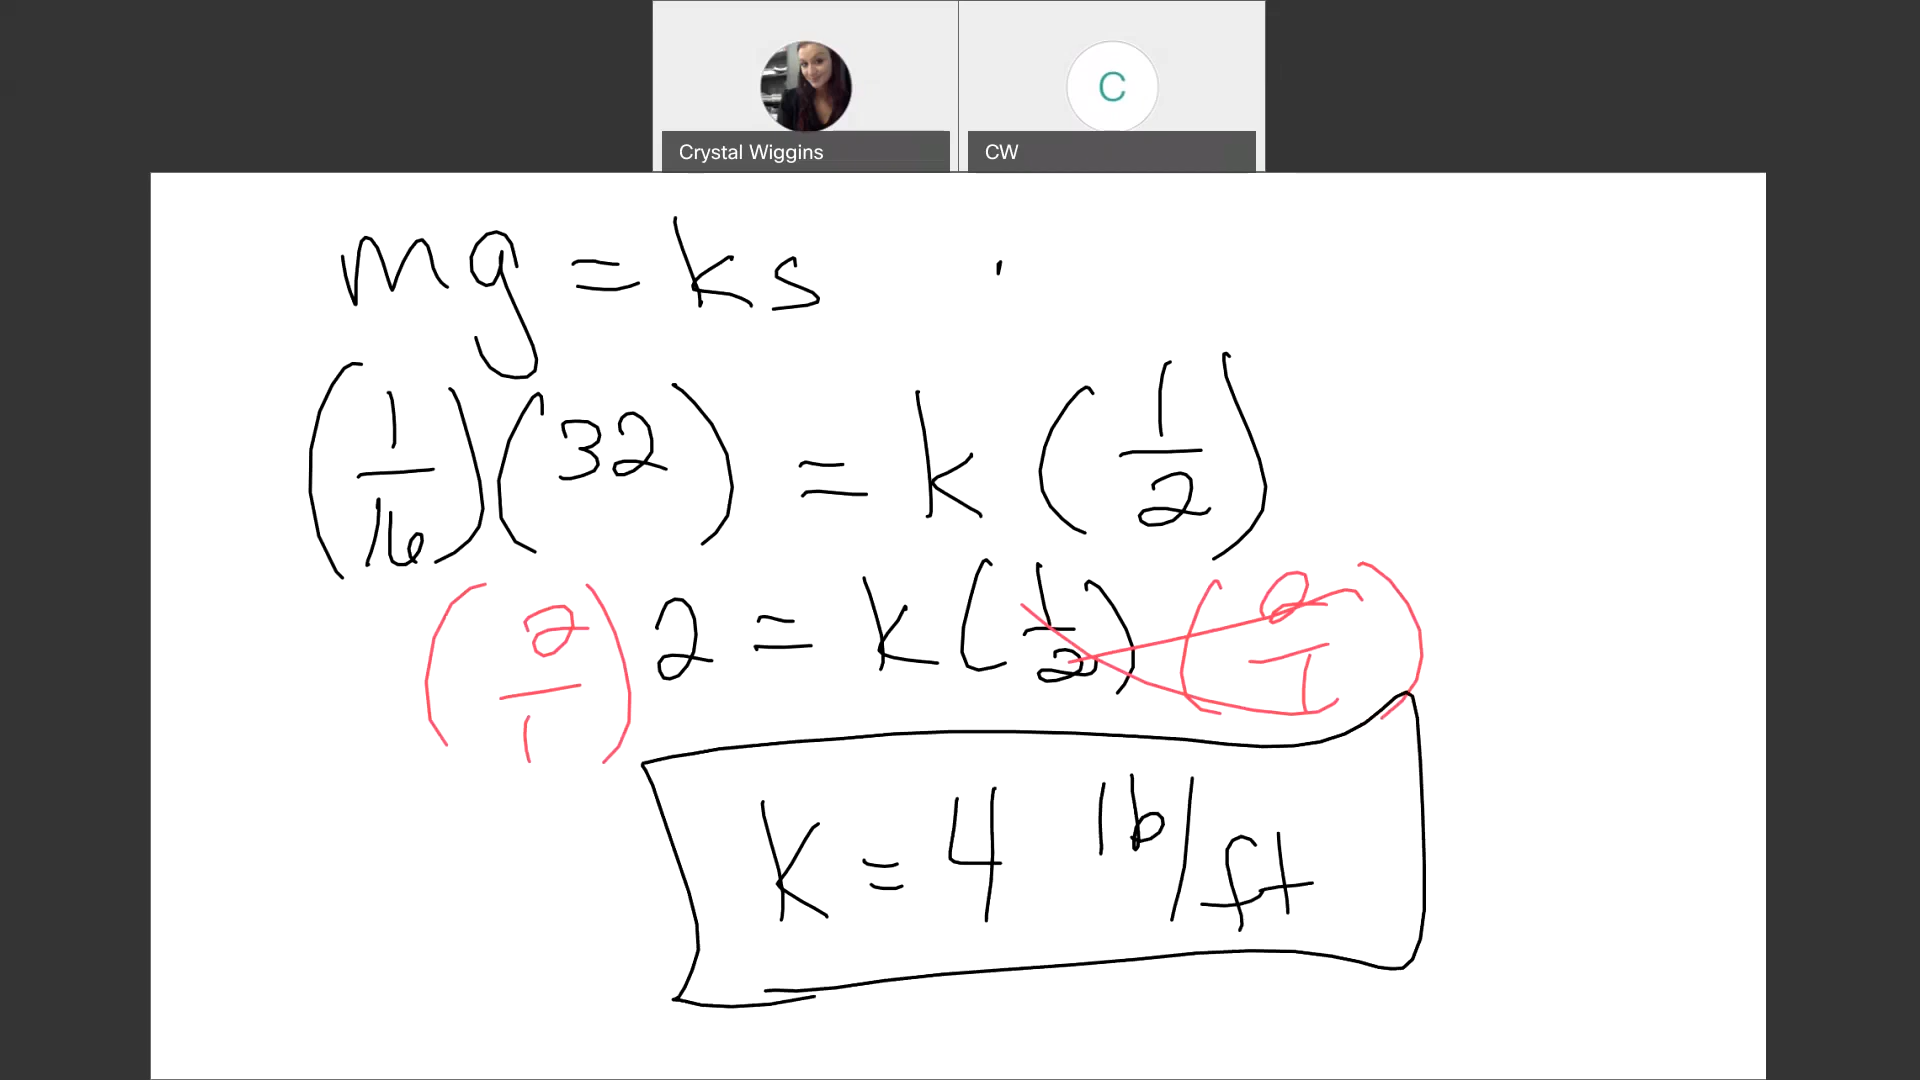 C
Crystal Wiggins
CW
mg = ks
(1/16)(32) = k(1/2)
(2/1) 2 = k(1/2)(2/1)
k = 4 lb/ft